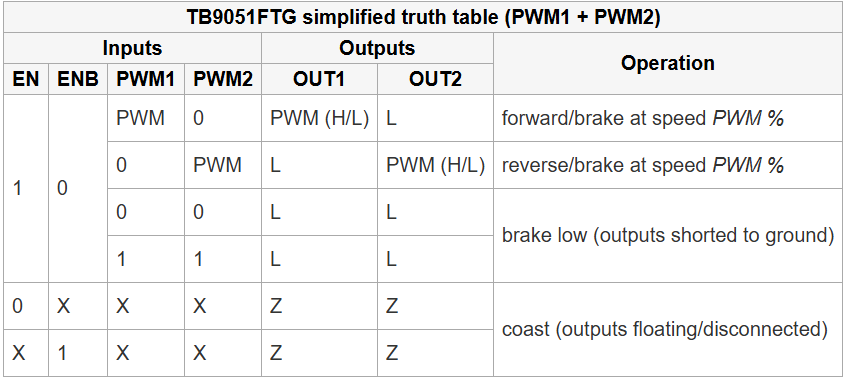 TB9051FTG simplified truth table (PWM1 + PWM2)
Inputs Outputs Operation
EN ENB PWM1 PWM2 OUT1 OUT2
1 0 PWM 0 PWM (H/L) L forward/brake at speed PWM %
0 PWM L PWM (H/L) reverse/brake at speed PWM %
0 0 L L brake low (outputs shorted to ground)
1 1 L L
0 X X X Z Z coast (outputs floating/disconnected)
X 1 X X Z Z